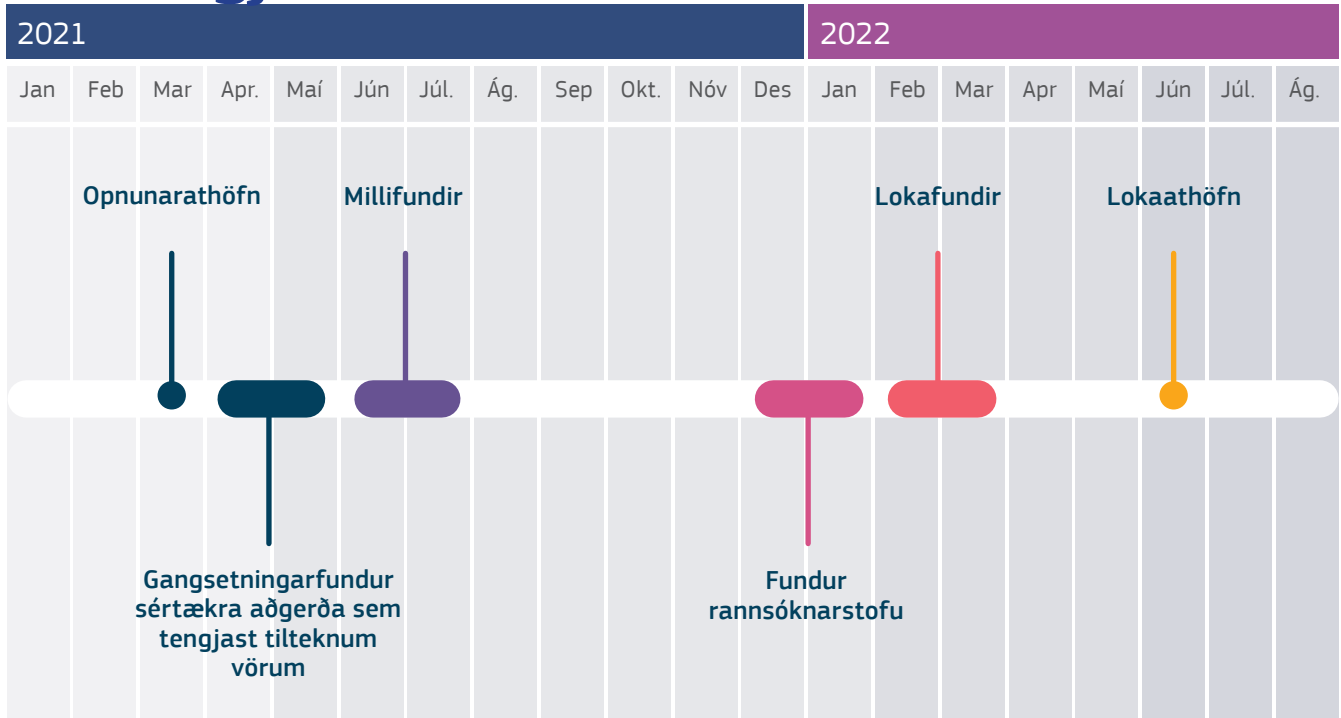 2021 2022
Jan Feb Mar Apr. Maí Jún Júl. Ág. Sep Okt. Nóv Des Jan Feb Mar Apr Maí Jún Júl. Ág.
Opnunarathöfn Millifundir Lokafundir Lokaathöfn
Gangsetningarfundur
sértækra aðgerða sem
tengjast tilteknum
vörum
Fundur
rannsóknarstofu